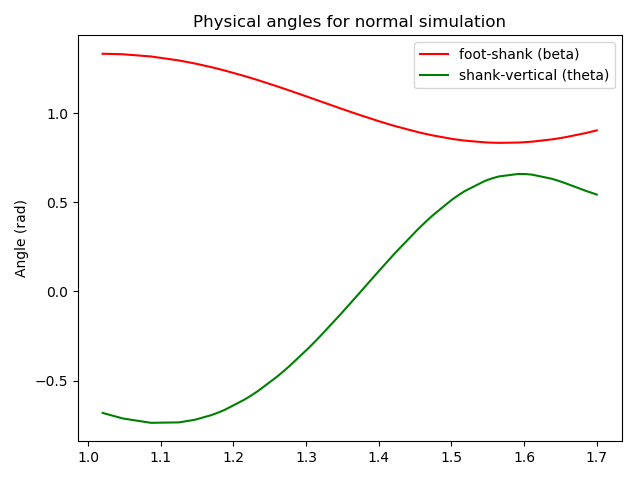 Physical angles for normal simulation
foot-shank (beta)
shank-vertical (theta)
Angle (rad)
1.0
0.5
0.0
−0.5
1.0 1.1 1.2 1.3 1.4 1.5 1.6 1.7